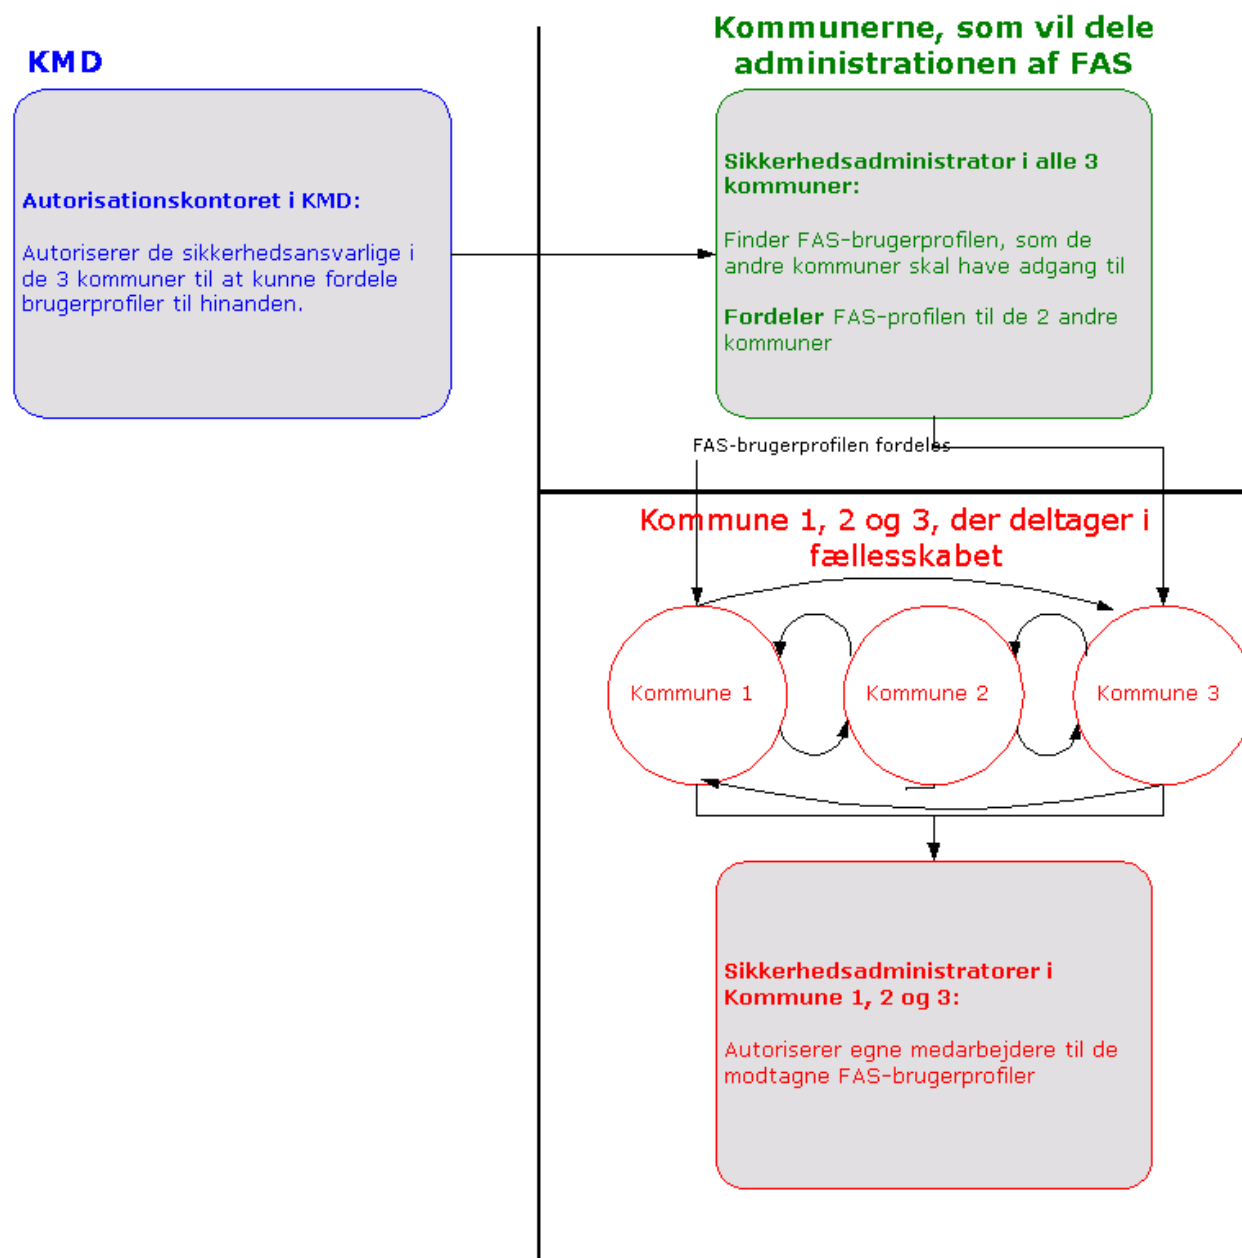 KMD
Autorisationskontoret i KMD:
Autoriserer de sikkerhedsansvarlige i
de 3 kommuner til at kunne fordele
brugerprofiler til hinanden.
Kommunerne, som vil dele
administrationen af FAS
Sikkerhedsadministrator i alle 3
kommuner:
Finder FAS-brugerprofilen, som de
andre kommuner skal have adgang til
Fordeler FAS-profilen til de 2 andre
kommuner
FAS-brugerprofilen fordeles
Kommune 1, 2 og 3, der deltager i
fællesskabet
Kommune 1
Kommune 2
Kommune 3
Sikkerhedsadministratorer i
Kommune 1, 2 og 3:
Autoriserer egne medarbejdere til de
modtagne FAS-brugerprofiler